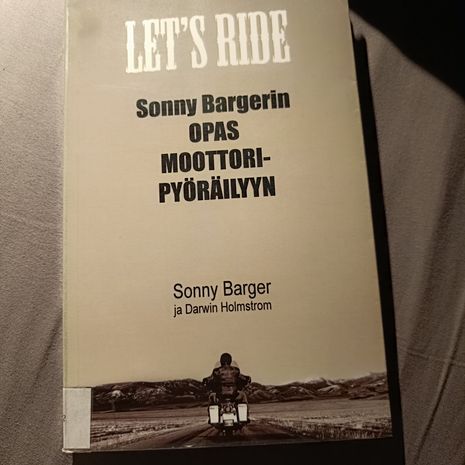 LET'S RIDE
Sonny Bargerin
OPAS
MOOTTORI-
PYÖRÄILYYN
Sonny Barger
ja Darwin Holmstrom